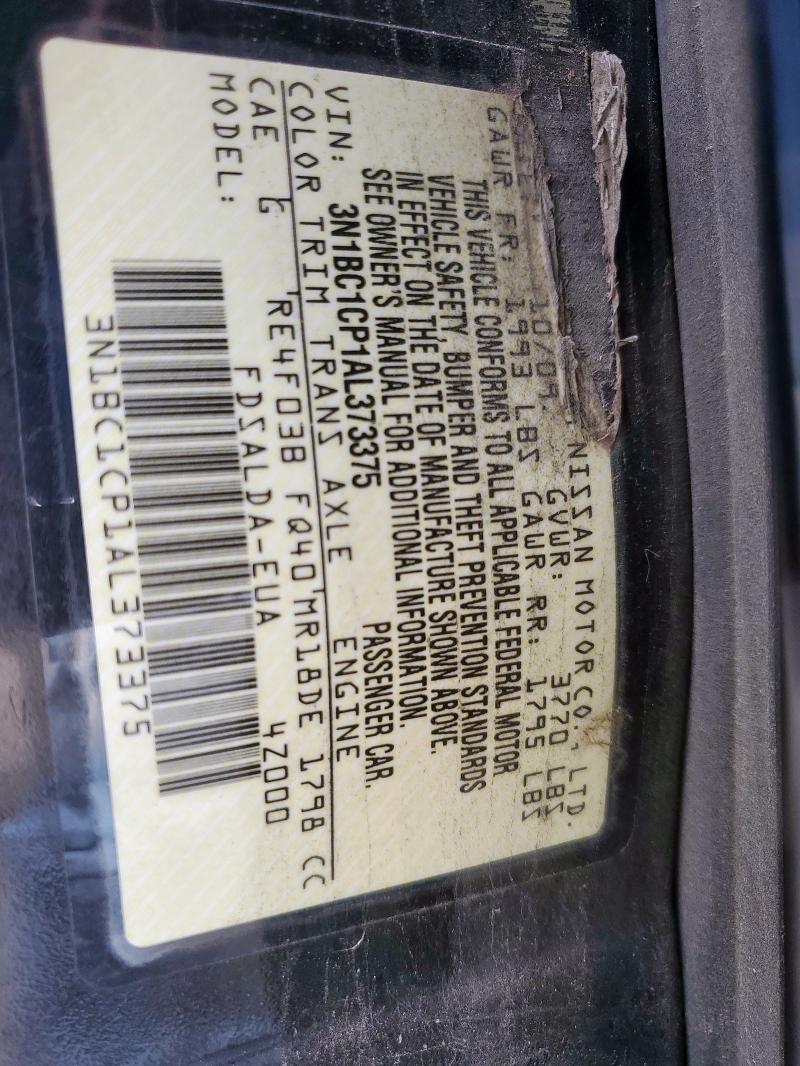 NISSAN MOTOR CO., LTD.
10/09 GVWR: 3770 LBS
GAWR FR: 1993 LBS GAWR RR: 1795 LBS
THIS VEHICLE CONFORMS TO ALL APPLICABLE FEDERAL MOTOR
VEHICLE SAFETY, BUMPER AND THEFT PREVENTION STANDARDS
IN EFFECT ON THE DATE OF MANUFACTURE SHOWN ABOVE.
SEE OWNER'S MANUAL FOR ADDITIONAL INFORMATION.
VIN: 3N1BC1CP1AL373375 PASSENGER CAR.
COLOR TRIM TRANS AXLE ENGINE
CAE G RE4F03B FQ40 MR18DE 1798 CC
MODEL: FDSALDA-EUA 4Z000
3N1BC1CP1AL373375